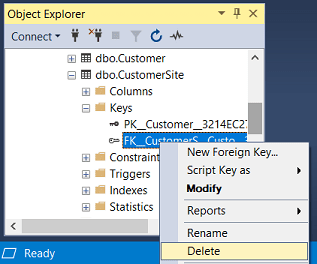 Object Explorer
Connect
dbo.Customer
dbo.CustomerSite
Columns
Keys
PK__Customer__3214EC27
FK__CustomerS__Custo
Constraint
Triggers
Indexes
Statistics
New Foreign Key...
Script Key as
Modify
Reports
Rename
Delete
Ready